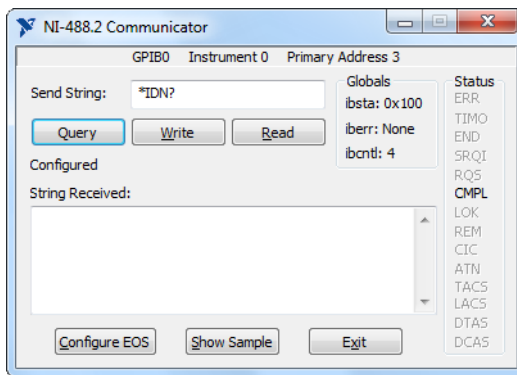 NI-488.2 Communicator
GPIB0 Instrument 0 Primary Address 3
Send String: *IDN?
Query Write Read
Configured
String Received:
Configure EOS Show Sample Exit
Globals
ibsta: 0x100
iberr: None
ibcntl: 4
Status
ERR
TIMO
END
SRQI
RQS
CMPL
LOK
REM
CIC
ATN
TACS
LACS
DTAS
DCAS